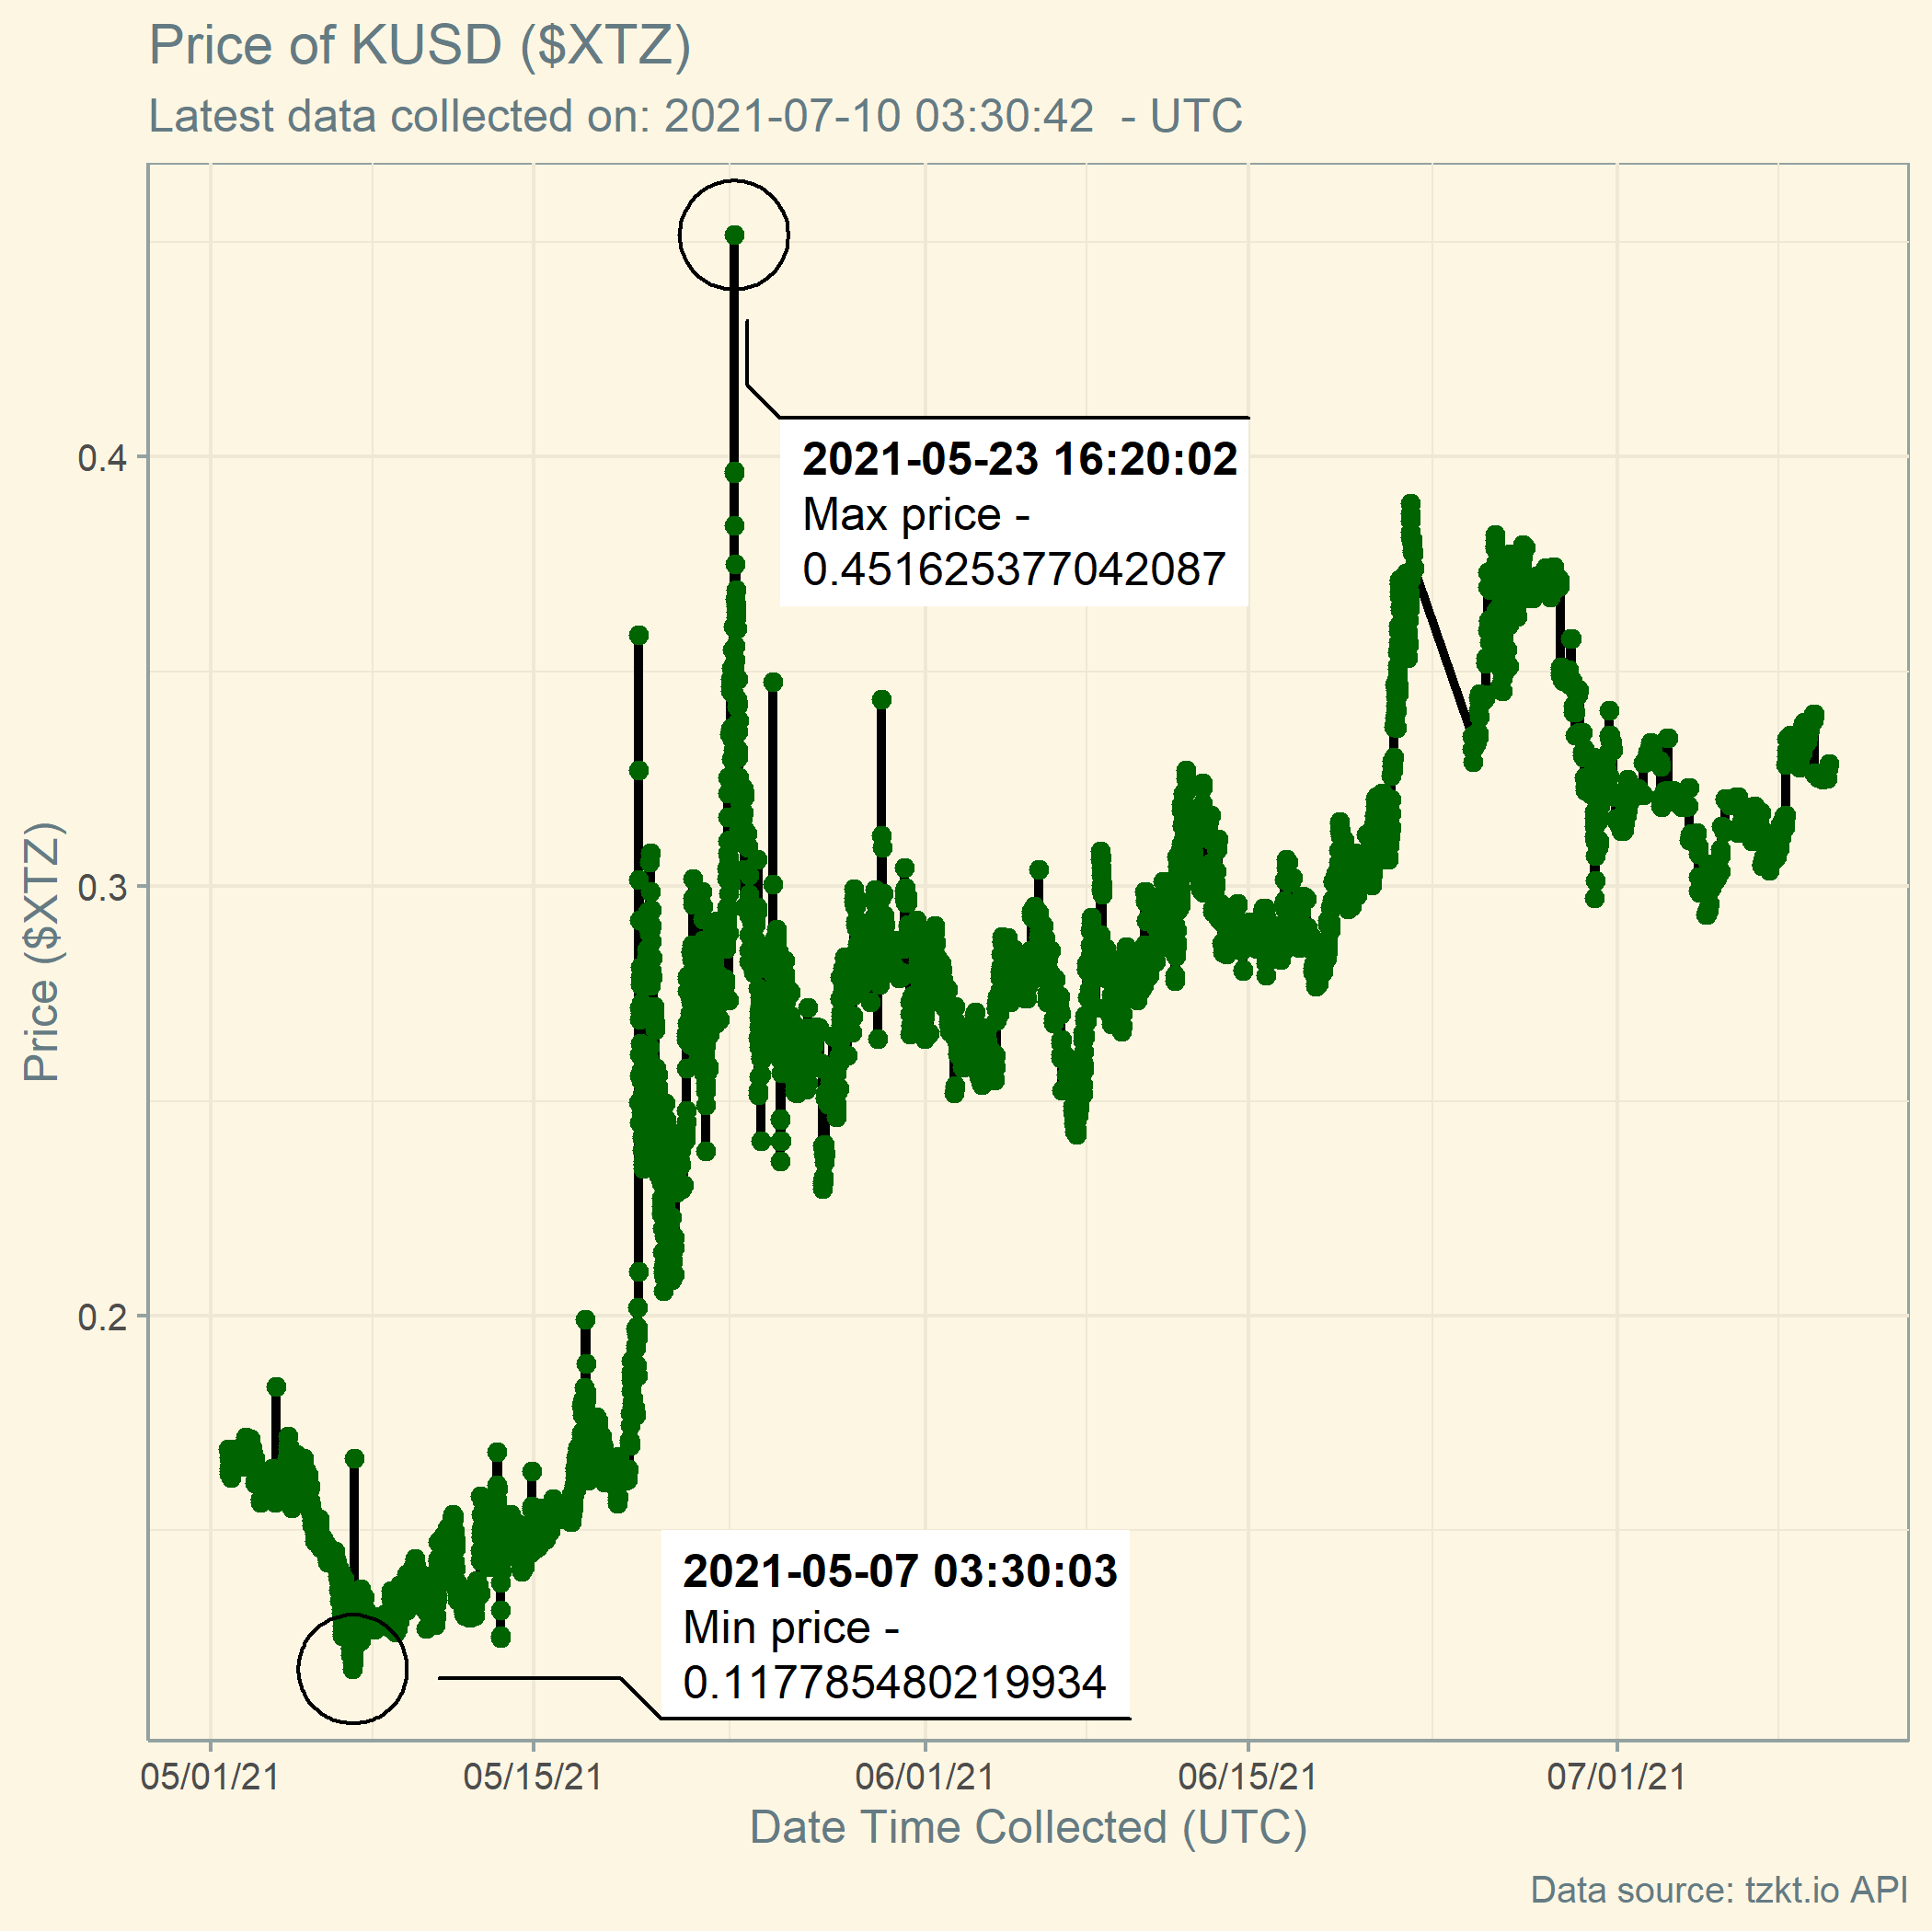 Price of KUSD ($XTZ)
Latest data collected on: 2021-07-10 03:30:42  - UTC
2021-05-23 16:20:02
Max price -
0.451625377042087
2021-05-07 03:30:03
Min price -
0.117785480219934
0.4
0.3
0.2
Price ($XTZ)
05/01/21 05/15/21 06/01/21 06/15/21 07/01/21
Date Time Collected (UTC)
Data source: tzkt.io API